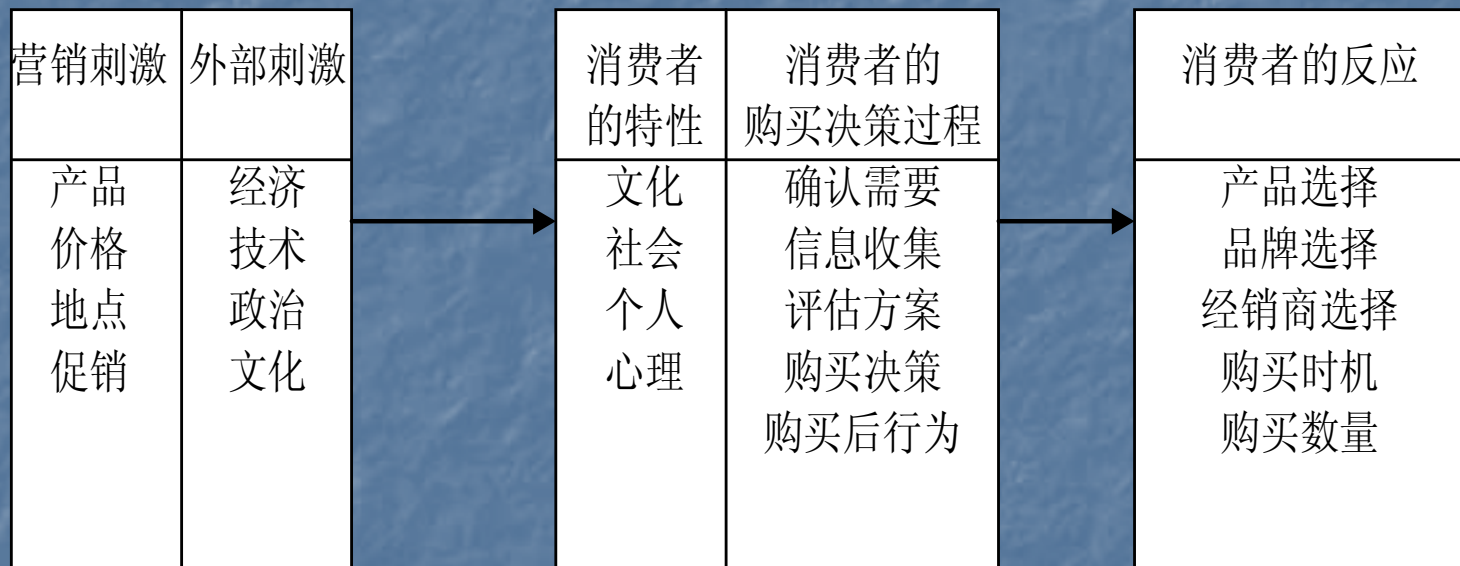 营销刺激
外部刺激
产品
价格
地点
促销
经济
技术
政治
文化
消费者
的特性
消费者的
购买决策过程
文化
社会
个人
心理
确认需要
信息收集
评估方案
购买决策
购买后行为
消费者的反应
产品选择
品牌选择
经销商选择
购买时机
购买数量